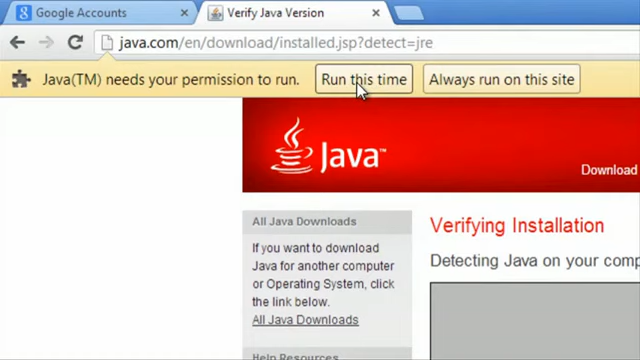 Google Accounts
Verify Java Version
java.com/en/download/installed.jsp?detect=jre
Java(TM) needs your permission to run.
Run this time
Always run on this site
Java™
Download
All Java Downloads
If you want to download
Java for another computer
or Operating System, click
the link below.
All Java Downloads
Help Resources
Verifying Installation
Detecting Java on your comp